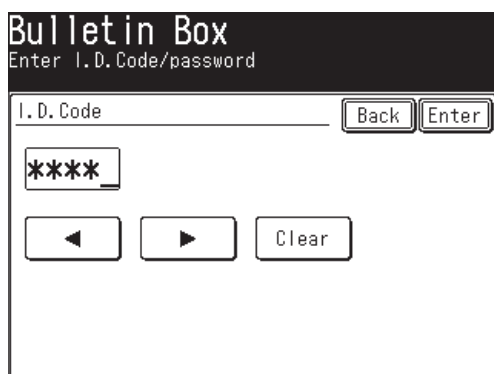 Bulletin Box
Enter I.D.Code/password
I.D.Code
Back Enter
****_
◄ ► Clear